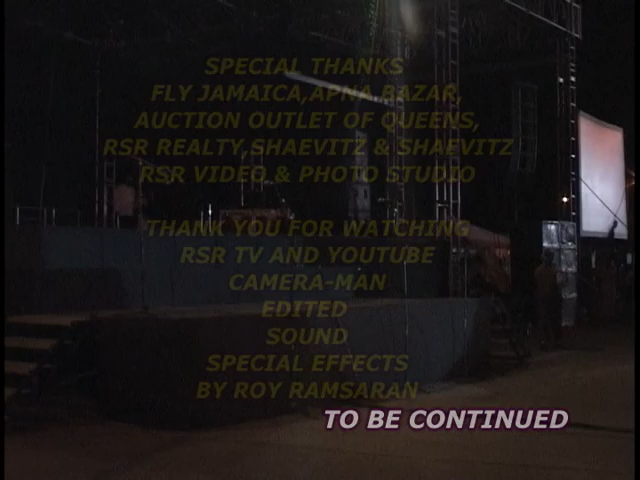 SPECIAL THANKS
FLY JAMAICA,APNA BAZAR,
AUCTION OUTLET OF QUEENS,
RSR REALTY,SHAEVITZ & SHAEVITZ
RSR VIDEO & PHOTO STUDIO
THANK YOU FOR WATCHING
RSR TV AND YOUTUBE
CAMERA-MAN
EDITED
SOUND
SPECIAL EFFECTS
BY ROY RAMSARAN
TO BE CONTINUED